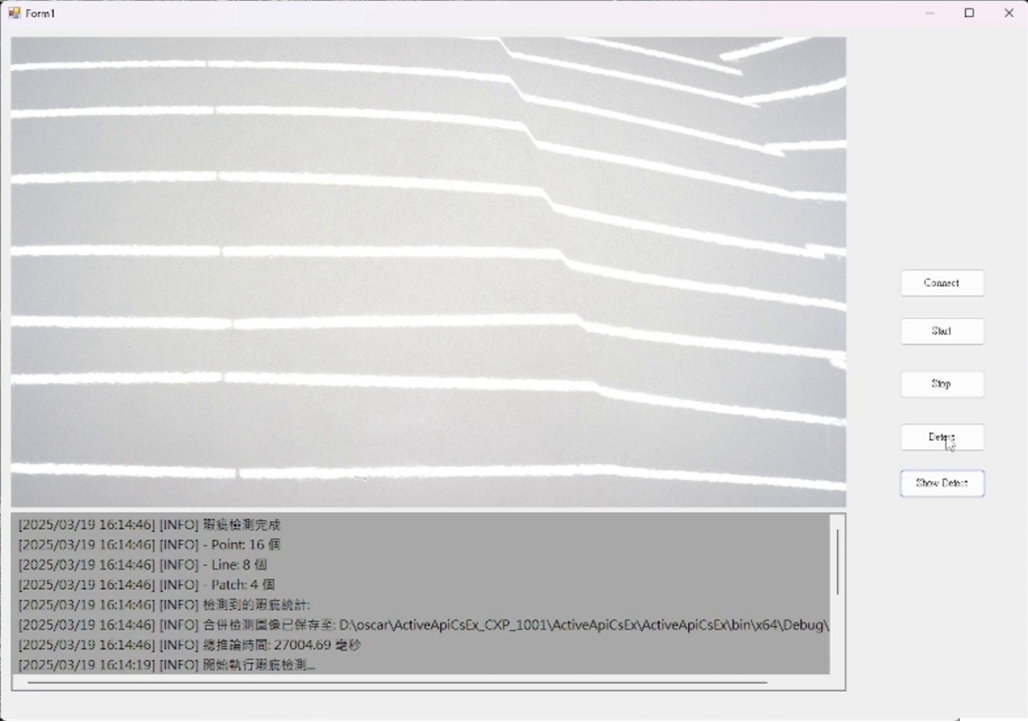 Form1
Connect
Start
Stop
Detect
Show Detect
[2025/03/19 16:14:46] [INFO] 瑕疵檢測完成
[2025/03/19 16:14:46] [INFO] - Point: 16 個
[2025/03/19 16:14:46] [INFO] - Line: 8 個
[2025/03/19 16:14:46] [INFO] - Patch: 4 個
[2025/03/19 16:14:46] [INFO] 檢測到的瑕疵統計:
[2025/03/19 16:14:46] [INFO] 合併檢測圖像已保存至: D:\oscar\ActiveApiCsEx_CXP_1001\ActiveApiCsEx\ActiveApiCsEx\bin\x64\Debug\
[2025/03/19 16:14:46] [INFO] 總推論時間: 27004.69 毫秒
[2025/03/19 16:14:19] [INFO] 開始執行瑕疵檢測...